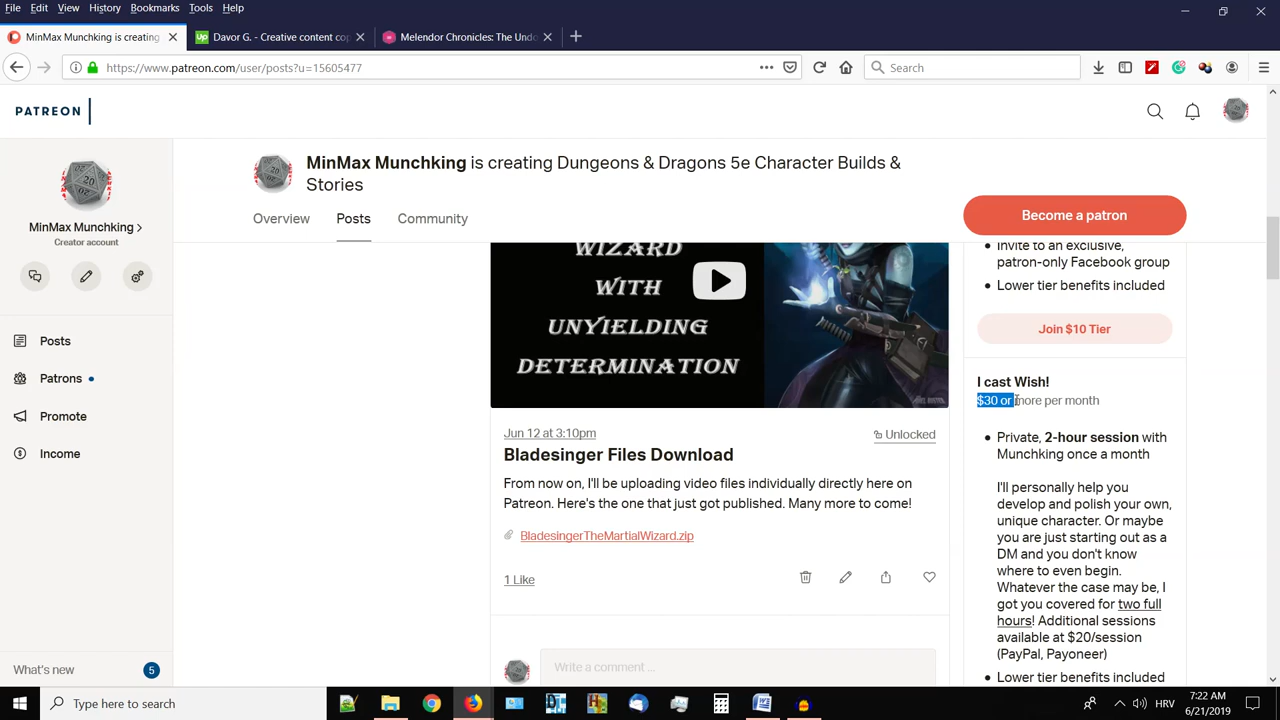 File Edit View History Bookmarks Tools Help
MinMax Munchking is creating
Davor G. - Creative content cop
Melendor Chronicles: The Undo
https://www.patreon.com/user/posts?u=15605477
Search
PATREON
MinMax Munchking is creating Dungeons & Dragons 5e Character Builds &
Stories
Overview Posts Community
Become a patron
MinMax Munchking
Creator account
Posts
Patrons
Promote
Income
What's new 5
WIZARD
WITH
UNYIELDING
DETERMINATION
Jun 12 at 3:10pm
Unlocked
Bladesinger Files Download
From now on, I'll be uploading video files individually directly here on
Patreon. Here's the one that just got published. Many more to come!
BladesingerTheMartialWizard.zip
1 Like
Write a comment ...
Invite to an exclusive,
patron-only Facebook group
Lower tier benefits included
Join $10 Tier
I cast Wish!
$30 or more per month
Private, 2-hour session with
Munchking once a month
I'll personally help you
develop and polish your own,
unique character. Or maybe
you are just starting out as a
DM and you don't know
where to even begin.
Whatever the case may be, I
got you covered for two full
hours! Additional sessions
available at $20/session
(PayPal, Payoneer)
Lower tier benefits included
Type here to search
HRV
7:22 AM
6/21/2019